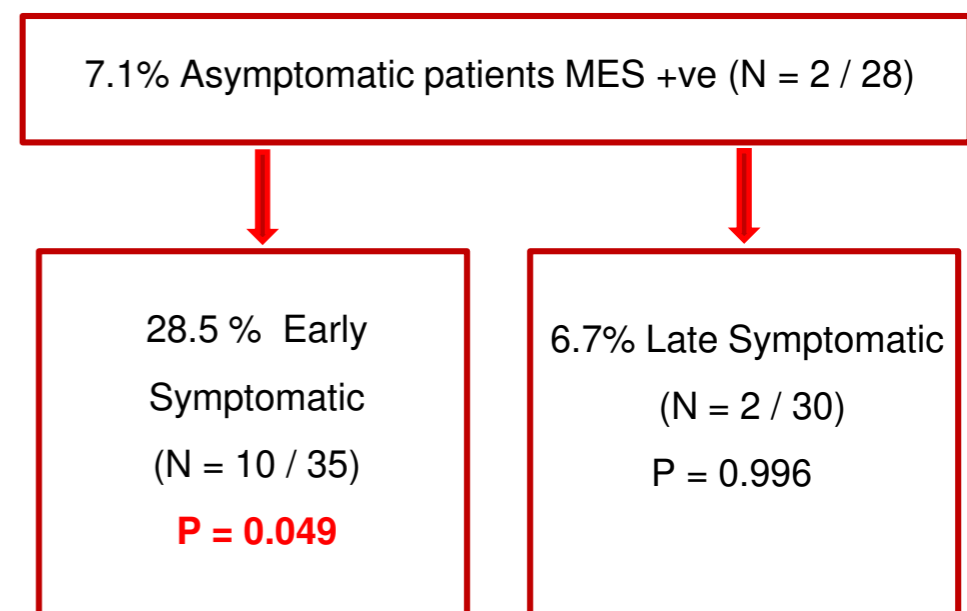 7.1% Asymptomatic patients MES +ve (N = 2 / 28)
28.5 % Early
Symptomatic
(N = 10 / 35)
P = 0.049
6.7% Late Symptomatic
(N = 2 / 30)
P = 0.996